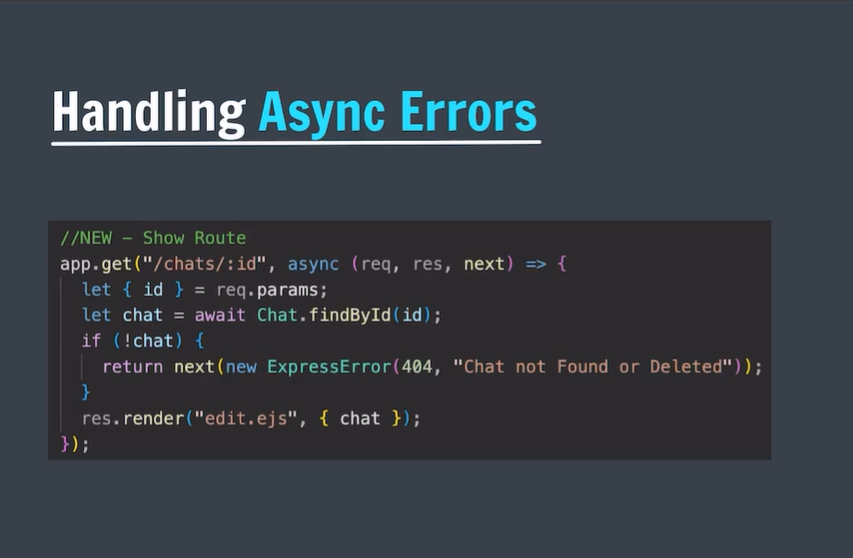 Handling Async Errors
//NEW - Show Route
app.get("/chats/:id", async (req, res, next) => {
let { id } = req.params;
let chat = await Chat.findById(id);
if (!chat) {
return next(new ExpressError(404, "Chat not Found or Deleted"));
}
res.render("edit.ejs", { chat });
});